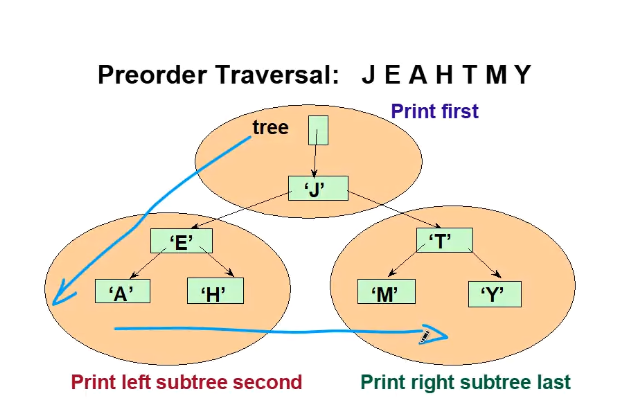 Preorder Traversal: J E A H T M Y
Print first
tree
‘J’
‘E’
‘T’
‘A’
‘H’
‘M’
‘Y’
Print left subtree second
Print right subtree last